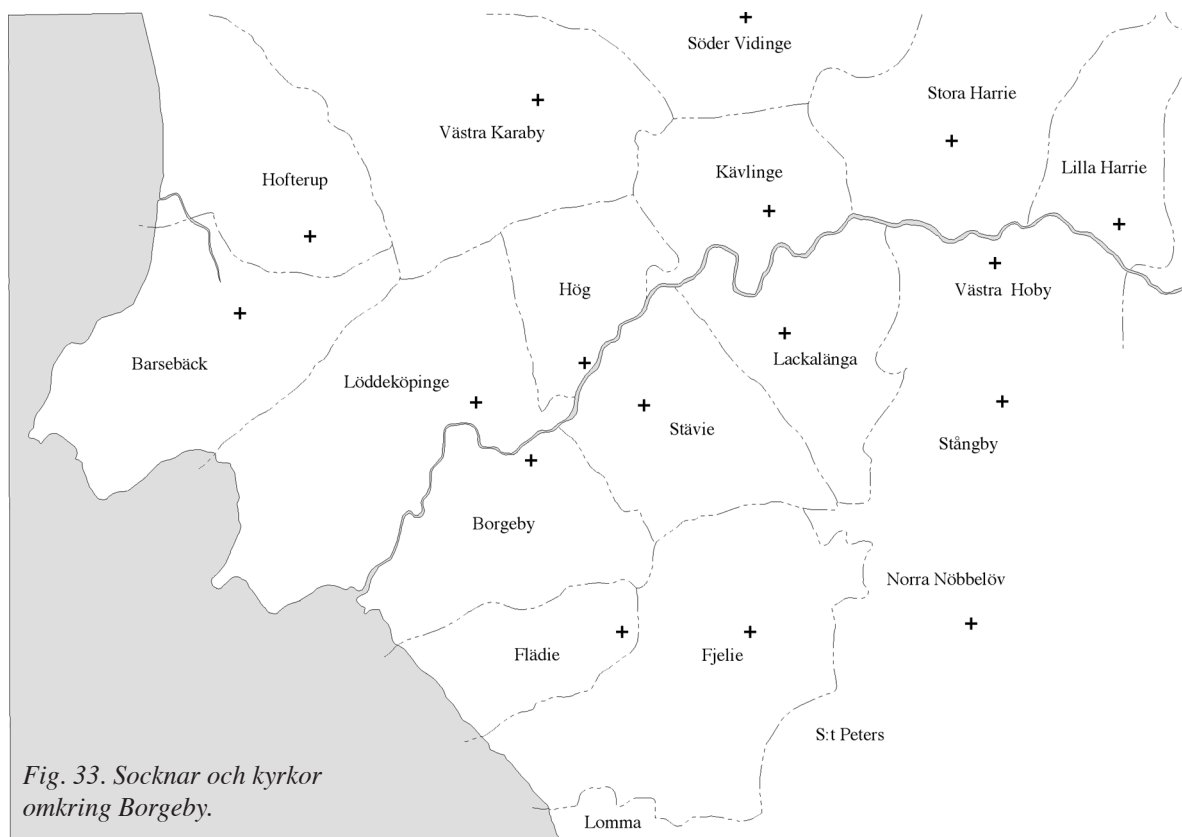 Söder Vidinge
Stora Harrie
Västra Karaby
Lilla Harrie
Kävlinge
Hofterup
Hög
Västra Hoby
Barsebäck
Lackalänga
Löddeköpinge
Stävie
Stångby
Borgeby
Norra Nöbbelöv
Flädie
Fjelie
S:t Peters
Fig. 33. Socknar och kyrkor
omkring Borgeby.
Lomma